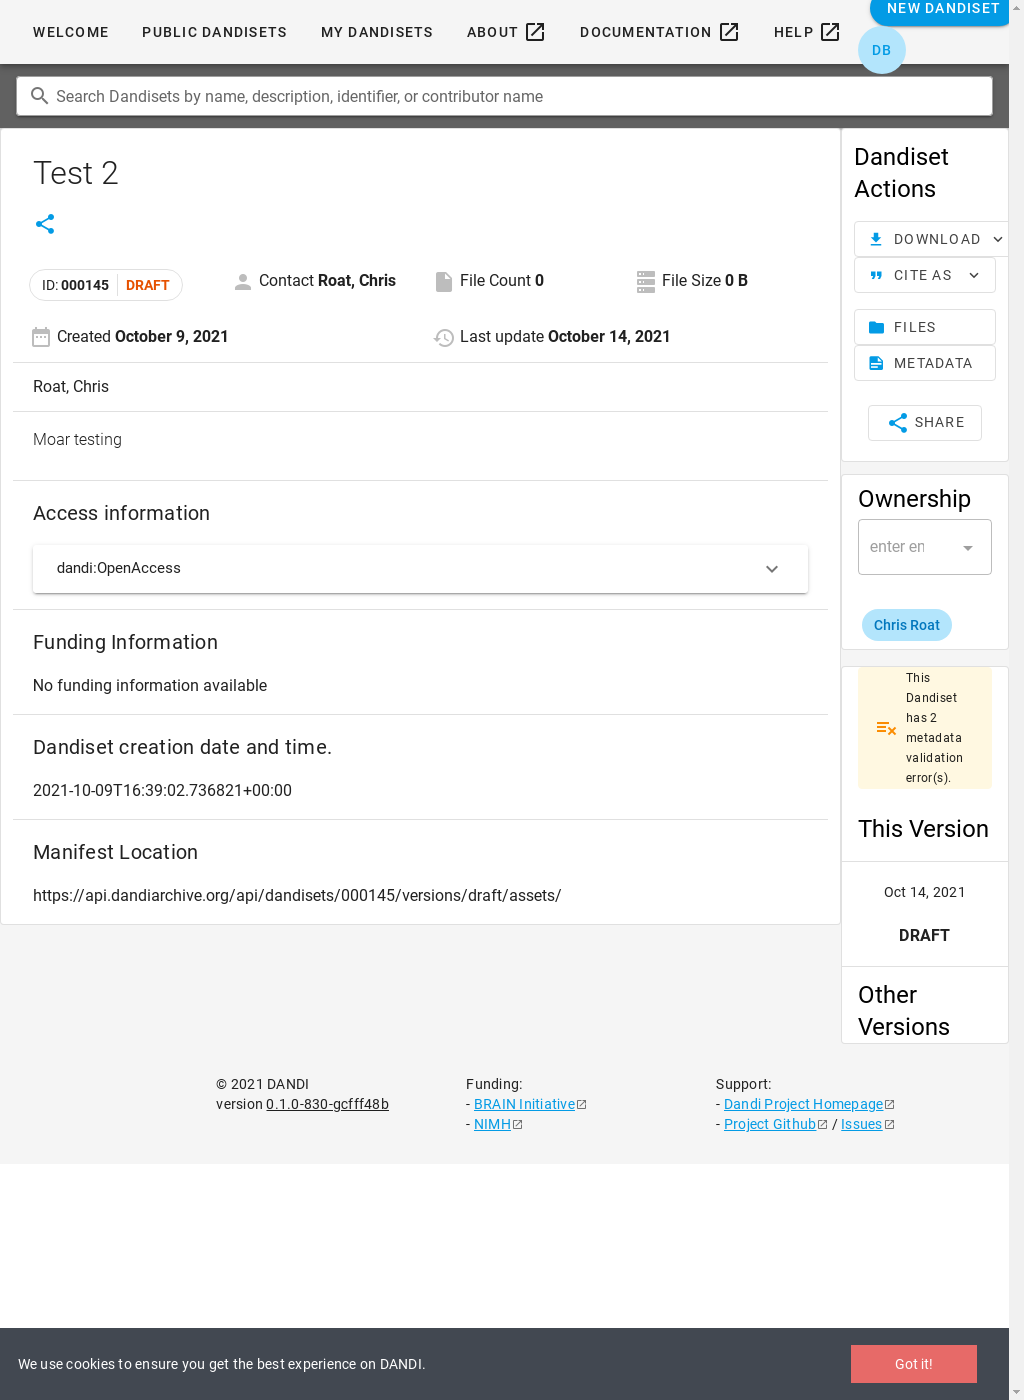 NEW DANDISET
WELCOME PUBLIC DANDISETS MY DANDISETS ABOUT DOCUMENTATION HELP
DB
Search Dandisets by name, description, identifier, or contributor name
Test 2
ID: 000145 DRAFT
Contact Roat, Chris
File Count 0
File Size 0 B
Created October 9, 2021
Last update October 14, 2021
Roat, Chris
Moar testing
Access information
dandi:OpenAccess
Funding Information
No funding information available
Dandiset creation date and time.
2021-10-09T16:39:02.736821+00:00
Manifest Location
https://api.dandiarchive.org/api/dandisets/000145/versions/draft/assets/
Dandiset
Actions
DOWNLOAD
CITE AS
FILES
METADATA
SHARE
Ownership
enter en
Chris Roat
This
Dandiset
has 2
metadata
validation
error(s).
This Version
Oct 14, 2021
DRAFT
Other
Versions
© 2021 DANDI
version 0.1.0-830-gcfff48b
Funding:
- BRAIN Initiative
- NIMH
Support:
- Dandi Project Homepage
- Project Github / Issues
We use cookies to ensure you get the best experience on DANDI.
Got it!